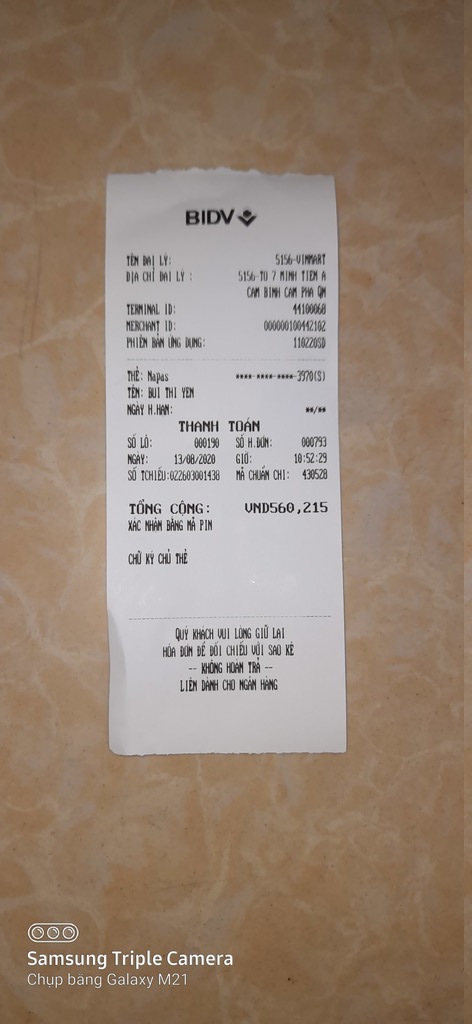 BIDV
TÊN ĐẠI LÝ: 5156-VINMART
ĐỊA CHỈ ĐẠI LÝ : 5156-TO 7 MINH TIEN A
CAM BINH CAM PHA QN
TERMINAL ID: 44100068
MERCHANT ID: 000000100442102
PHIÊN BẢN ỨNG DỤNG: 110220SD
THẺ: Napas **** **** ****-3970(S)
TÊN: BUI THI YEN
NGÀY H.HẠN: **/**
THANH TOÁN
SỐ LÔ: 000190 SỐ H.ĐƠN: 000793
NGÀY: 13/08/2020 GIỜ: 10:52:29
SỐ TCHIẾU:022603001438 MÃ CHUẨN CHI: 430528
TỔNG CỘNG: VND560,215
XÁC NHẬN BẰNG MÃ PIN
CHỮ KÝ CHỦ THẺ
QUÝ KHÁCH VUI LÒNG GIỮ LẠI
HÓA ĐƠN ĐỂ ĐỐI CHIẾU VỚI SAO KÊ
-- KHÔNG HOÀN TRẢ --
LIÊN DÀNH CHO NGÂN HÀNG
Samsung Triple Camera
Chụp bằng Galaxy M21